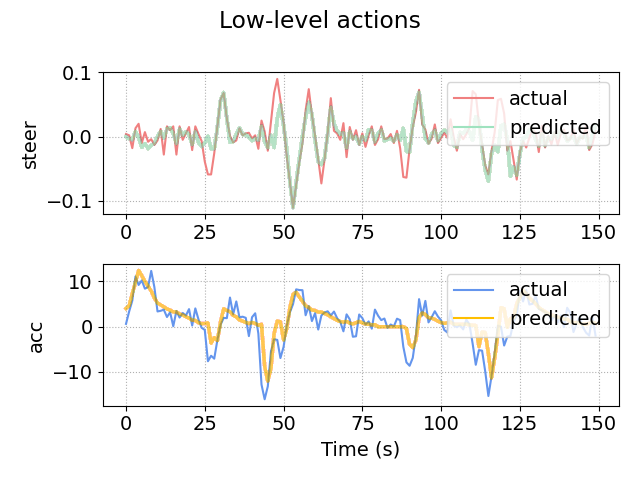 Low-level actions
0.1
0.0
−0.1
steer
actual
predicted
0 25 50 75 100 125 150
10
0
−10
acc
actual
predicted
0 25 50 75 100 125 150
Time (s)